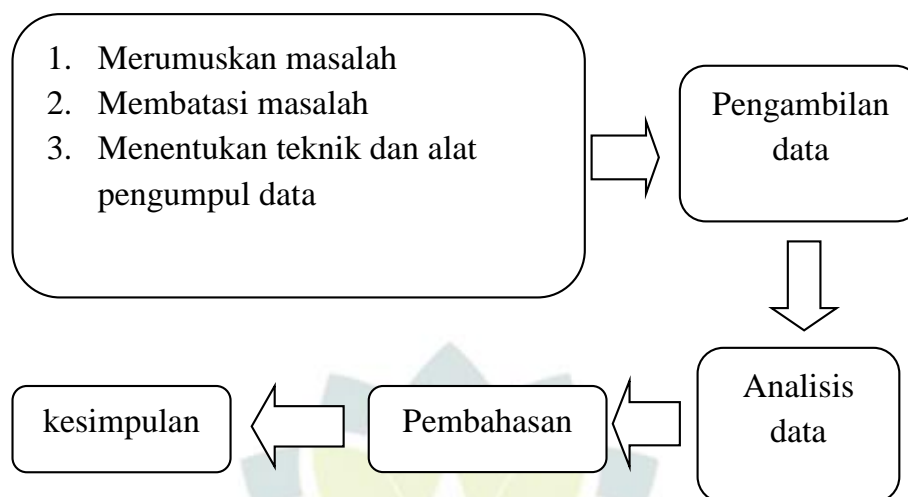 1. Merumuskan masalah
2. Membatasi masalah
3. Menentukan teknik dan alat
pengumpul data
Pengambilan
data
Analisis
data
Pembahasan
kesimpulan